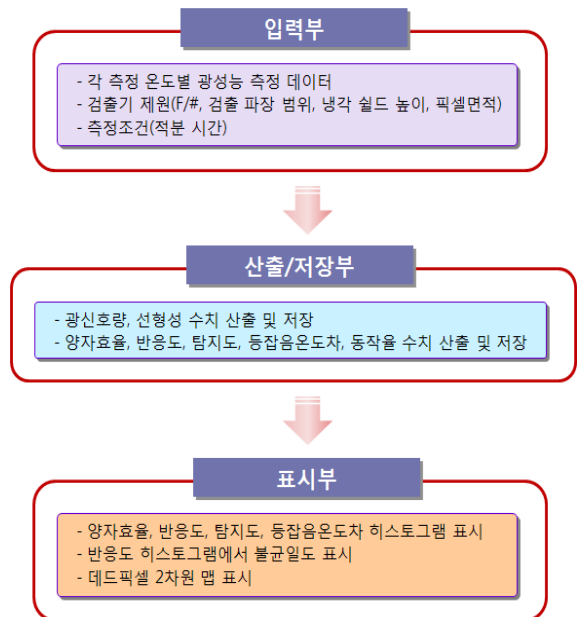 입력부
- 각 측정 온도별 광성능 측정 데이터
- 검출기 제원(F/#, 검출 파장 범위, 냉각 쉴드 높이, 픽셀면적)
- 측정조건(적분 시간)
산출/저장부
- 광신호량, 선형성 수치 산출 및 저장
- 양자효율, 반응도, 탐지도, 등잡음온도차, 동작율 수치 산출 및 저장
표시부
- 양자효율, 반응도, 탐지도, 등잡음온도차 히스토그램 표시
- 반응도 히스토그램에서 불균일도 표시
- 데드픽셀 2차원 맵 표시